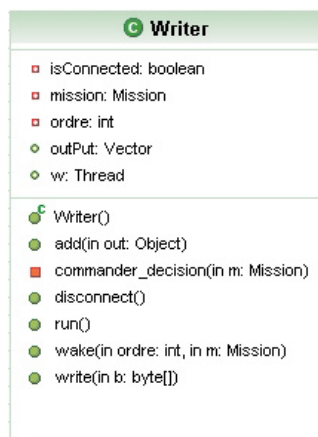 C Writer
isConnected: boolean
mission: Mission
ordre: int
outPut: Vector
w: Thread
C Writer()
add(in out: Object)
commander_decision(in m: Mission)
disconnect()
run()
wake(in ordre: int, in m: Mission)
write(in b: byte[])